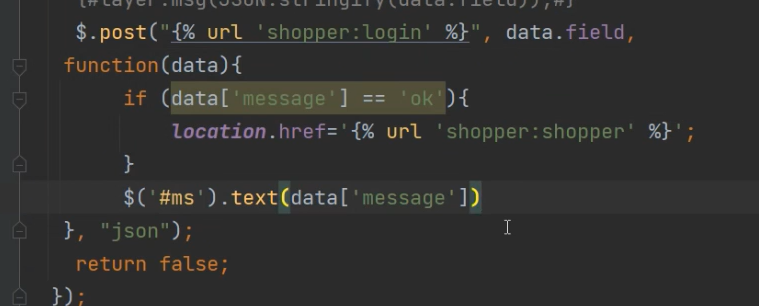 {#layer.msg(JSON.stringify(data.field));#}
$.post("{% url 'shopper:login' %}", data.field,
function(data){
if (data['message'] == 'ok'){
location.href='{% url 'shopper:shopper' %}';
}
$('#ms').text(data['message'])
}, "json");
return false;
});